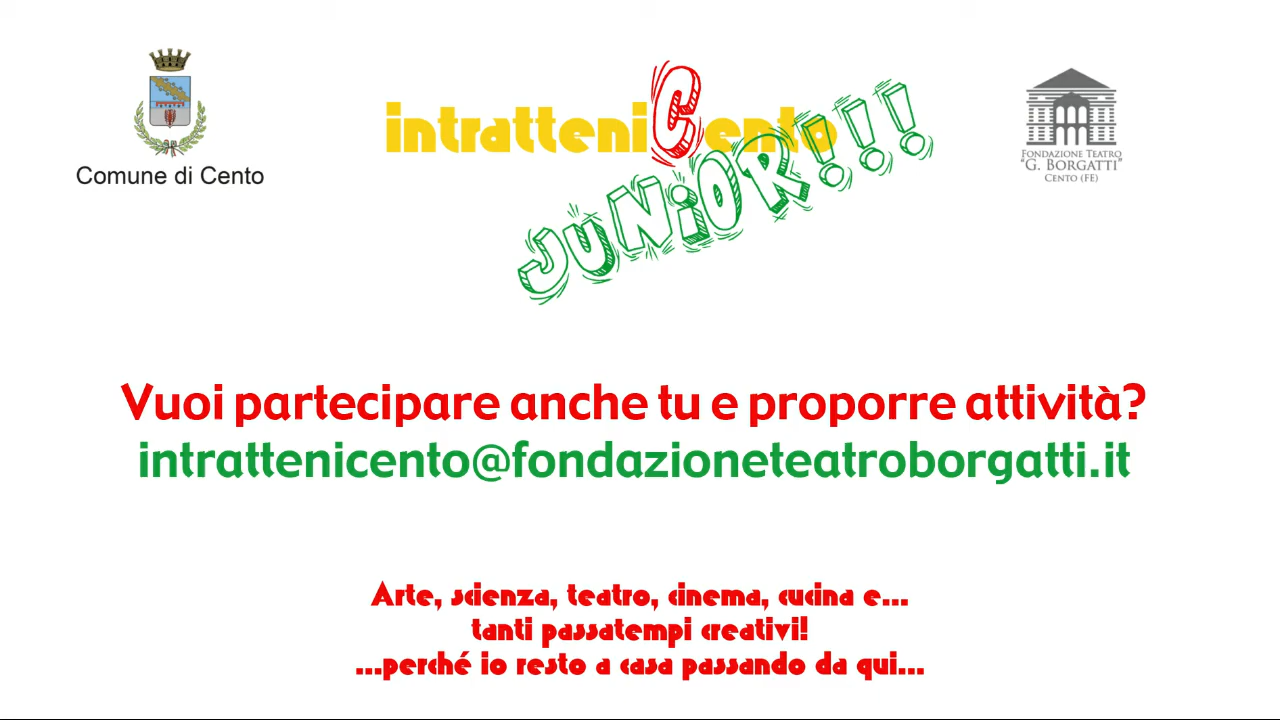 Comune di Cento
intratteniCento
JUNIOR!!!
FONDAZIONE TEATRO
"G. BORGATTI"
CENTO (FE)
Vuoi partecipare anche tu e proporre attività?
intrattenicento@fondazioneteatroborgatti.it
Arte, scienza, teatro, cinema, cucina e...
tanti passatempi creativi!
...perché io resto a casa passando da qui...